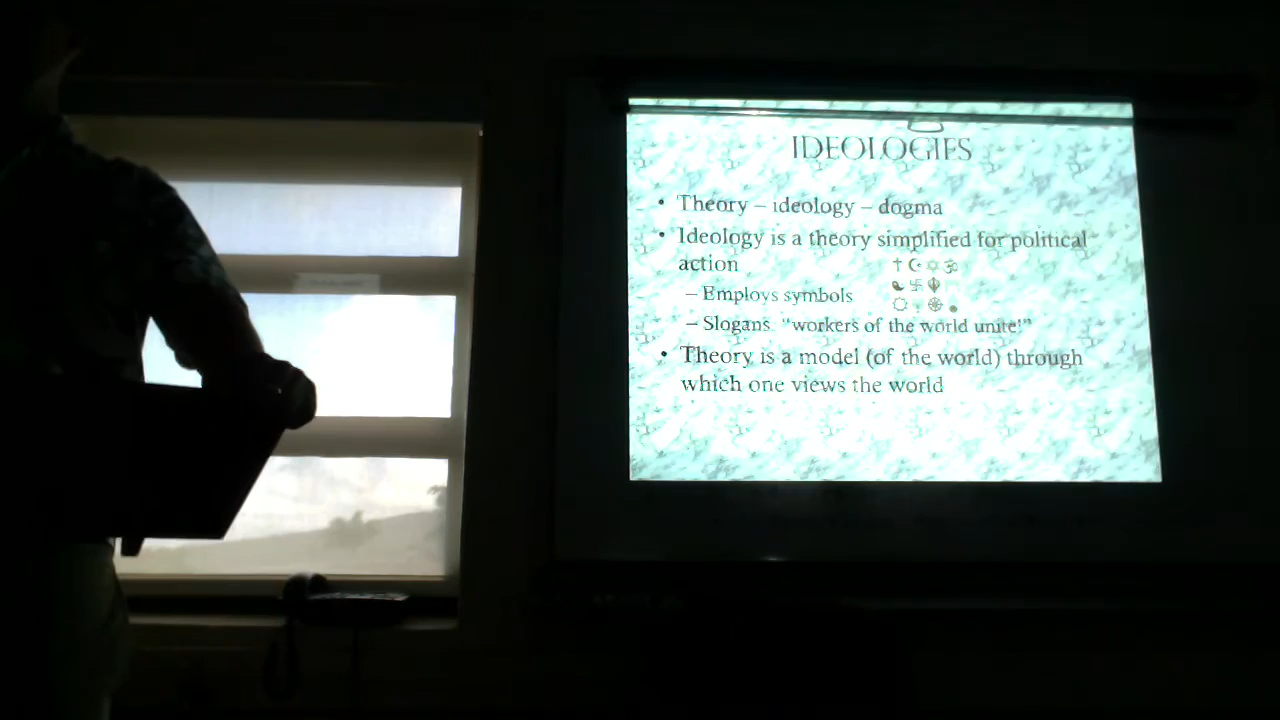 IDEOLOGIES
• Theory – ideology – dogma
• Ideology is a theory simplified for political
action
– Employs symbols
– Slogans "workers of the world unite!"
• Theory is a model (of the world) through
which one views the world